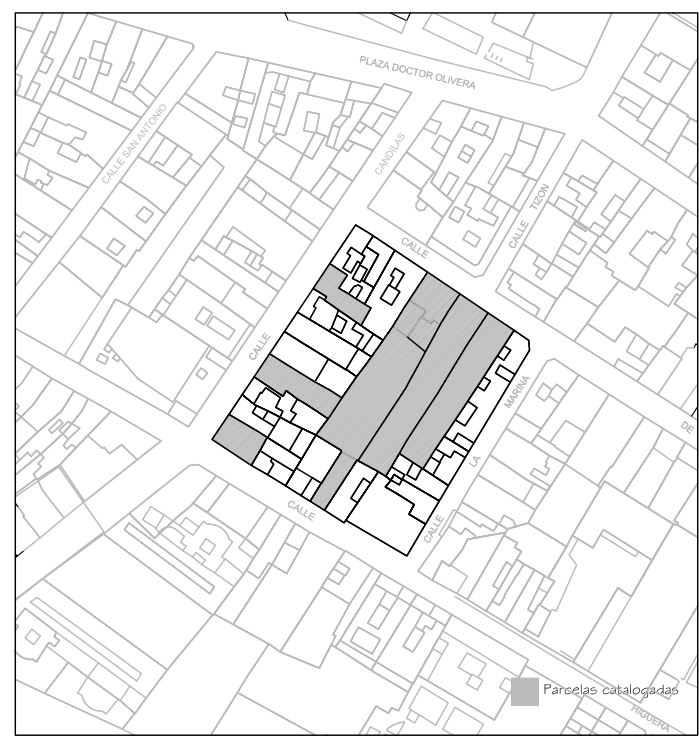 PLAZA DOCTOR OLIVERA
CALLE SAN ANTONIO
CANDILAS
TIZON
CALLE
CALLE
CALLE
MARINA
DE
LA
CALLE
CALLE
Parcelas catalogadas
HIGUERA